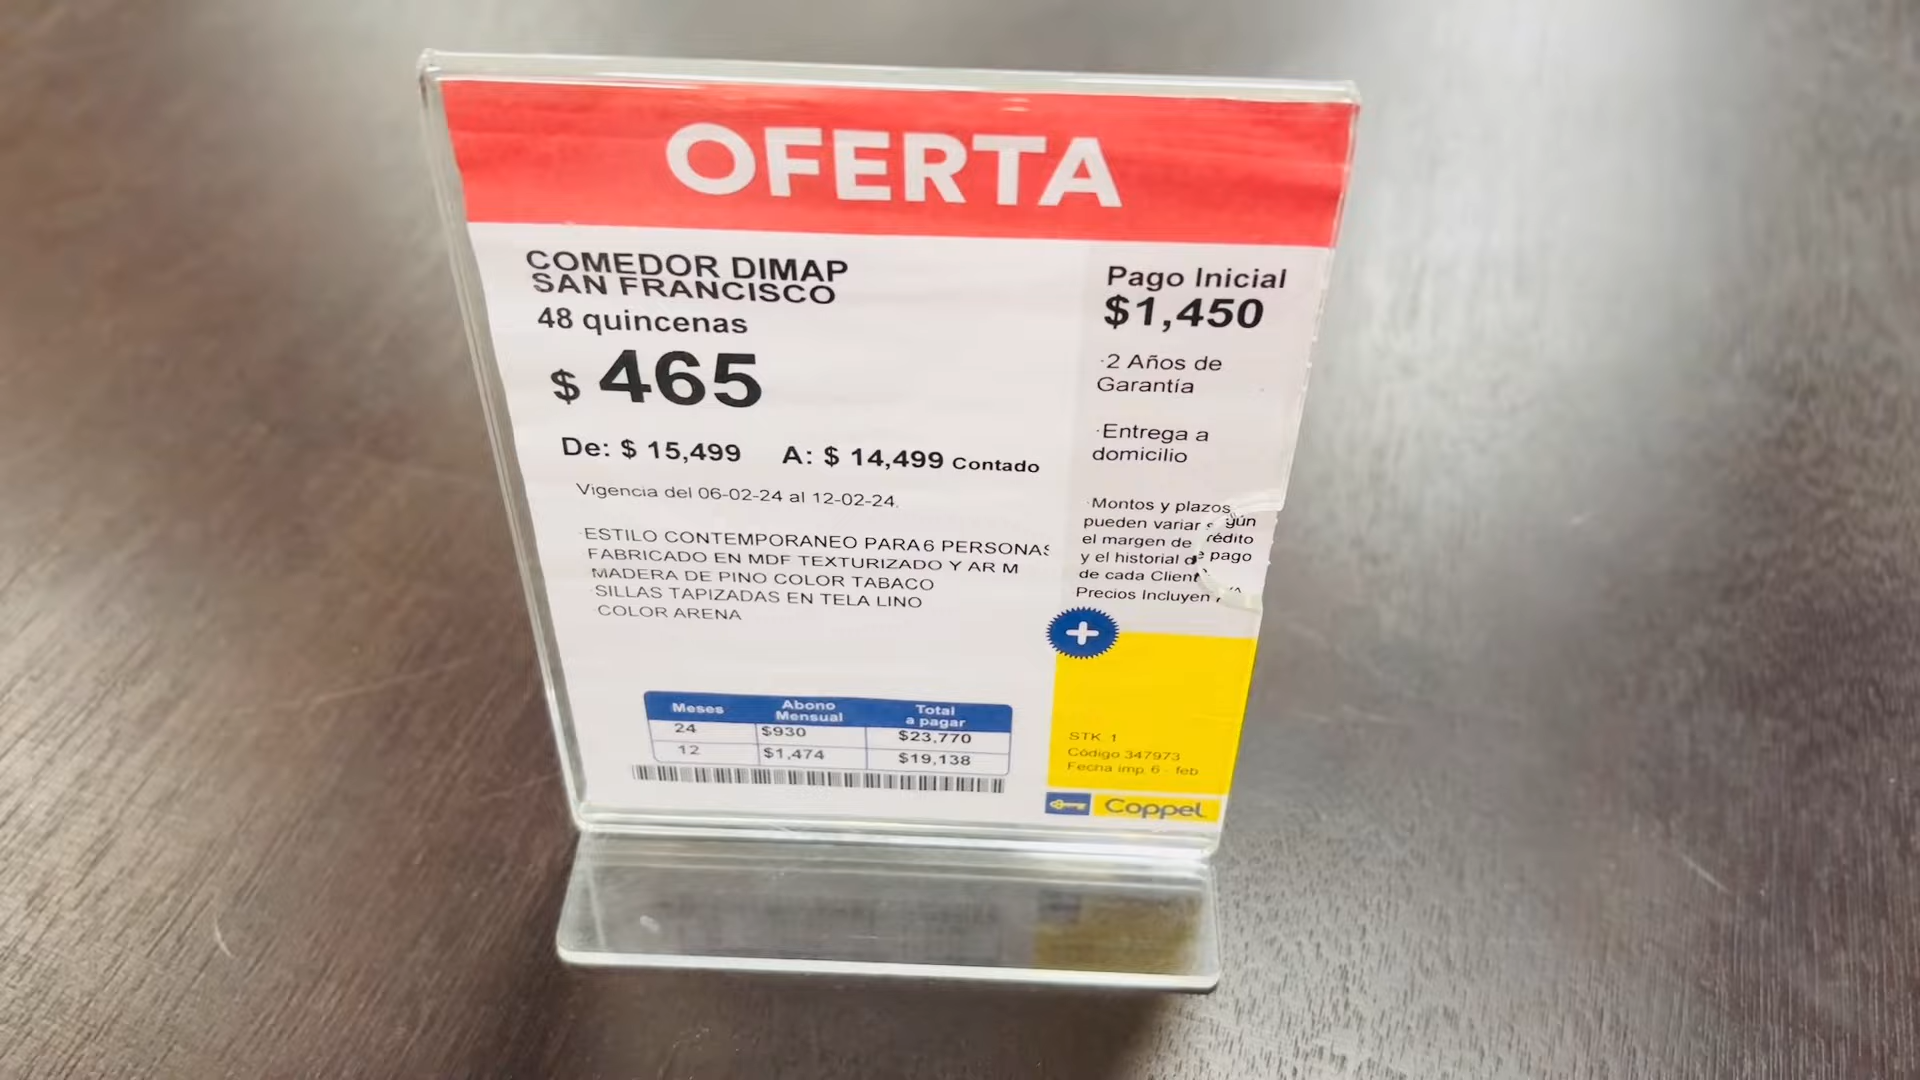 OFERTA
COMEDOR DIMAP
SAN FRANCISCO
48 quincenas
$ 465
De: $ 15,499 A: $ 14,499 Contado
Vigencia del 06-02-24 al 12-02-24.
·ESTILO CONTEMPORANEO PARA 6 PERSONAS
FABRICADO EN MDF TEXTURIZADO Y AR M
MADERA DE PINO COLOR TABACO
·SILLAS TAPIZADAS EN TELA LINO
·COLOR ARENA
Meses Abono Mensual Total a pagar
24 $930 $23,770
12 $1,474 $19,138
Pago Inicial
$1,450
·2 Años de
Garantía
·Entrega a
domicilio
·Montos y plazos
pueden variar
el margen de
y el historial pago
de cada
Precios Incluyen
STK 1
Código 347973
Fecha imp. 6 - feb
Coppel